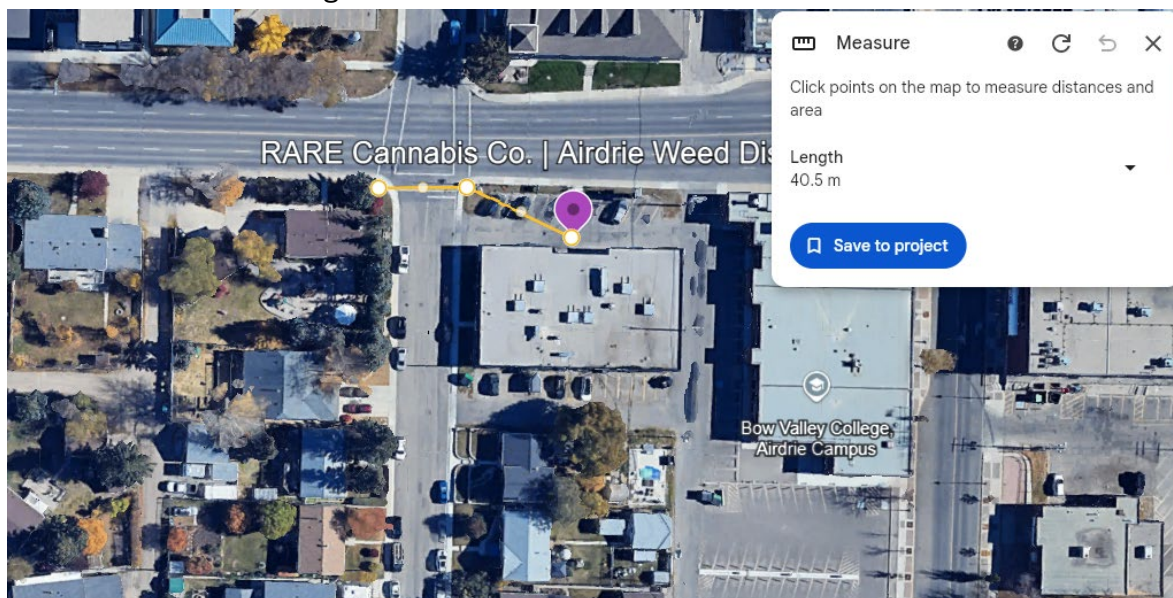 RARE Cannabis Co. | Airdrie Weed Dis
Measure
Click points on the map to measure distances and
area
Length
40.5 m
Save to project
Bow Valley College,
Airdrie Campus